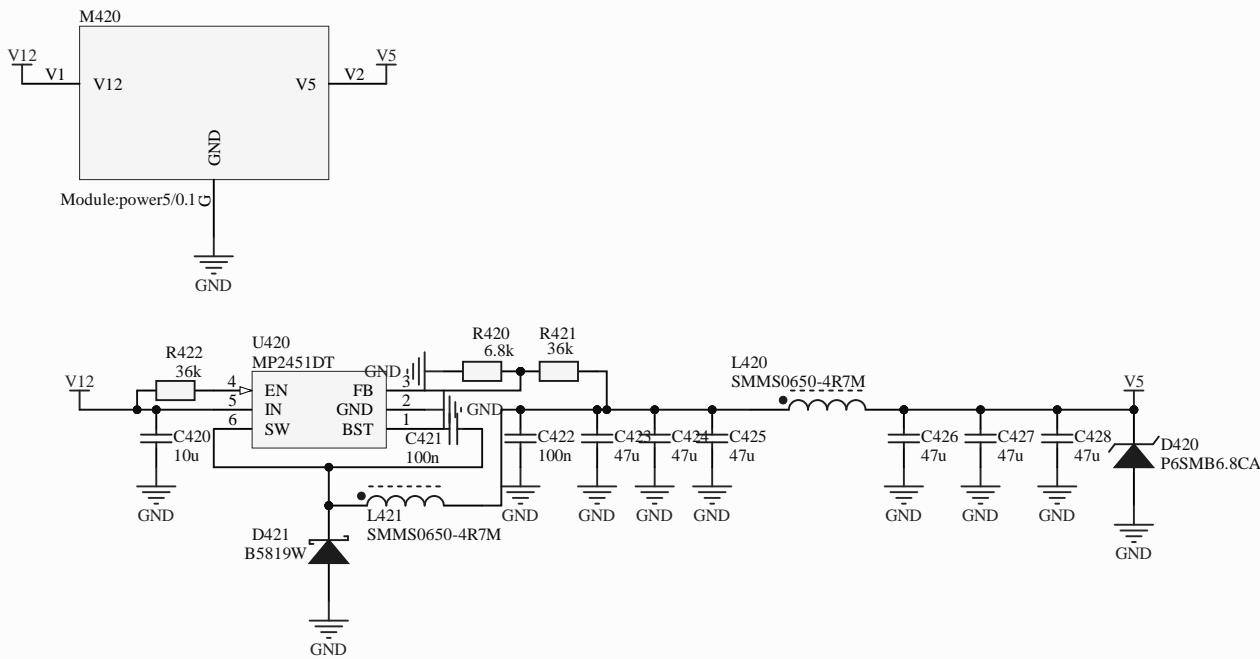 M420
V12
V5
V1
V2
V12
V5
GND
Module:power5/0.1
G
GND
U420
MP2451DT
R420
6.8k
R421
36k
R422
36k
L420
SMMS0650-4R7M
V12
V5
GND
4
EN
FB
3
5
IN
GND
2
GND
6
SW
BST
1
C420
10u
C421
100n
C422
100n
C423
47u
C424
47u
C425
47u
C426
47u
C427
47u
C428
47u
D420
P6SMB6.8CA
GND
GND
GND
GND
GND
GND
GND
GND
GND
L421
SMMS0650-4R7M
D421
B5819W
GND